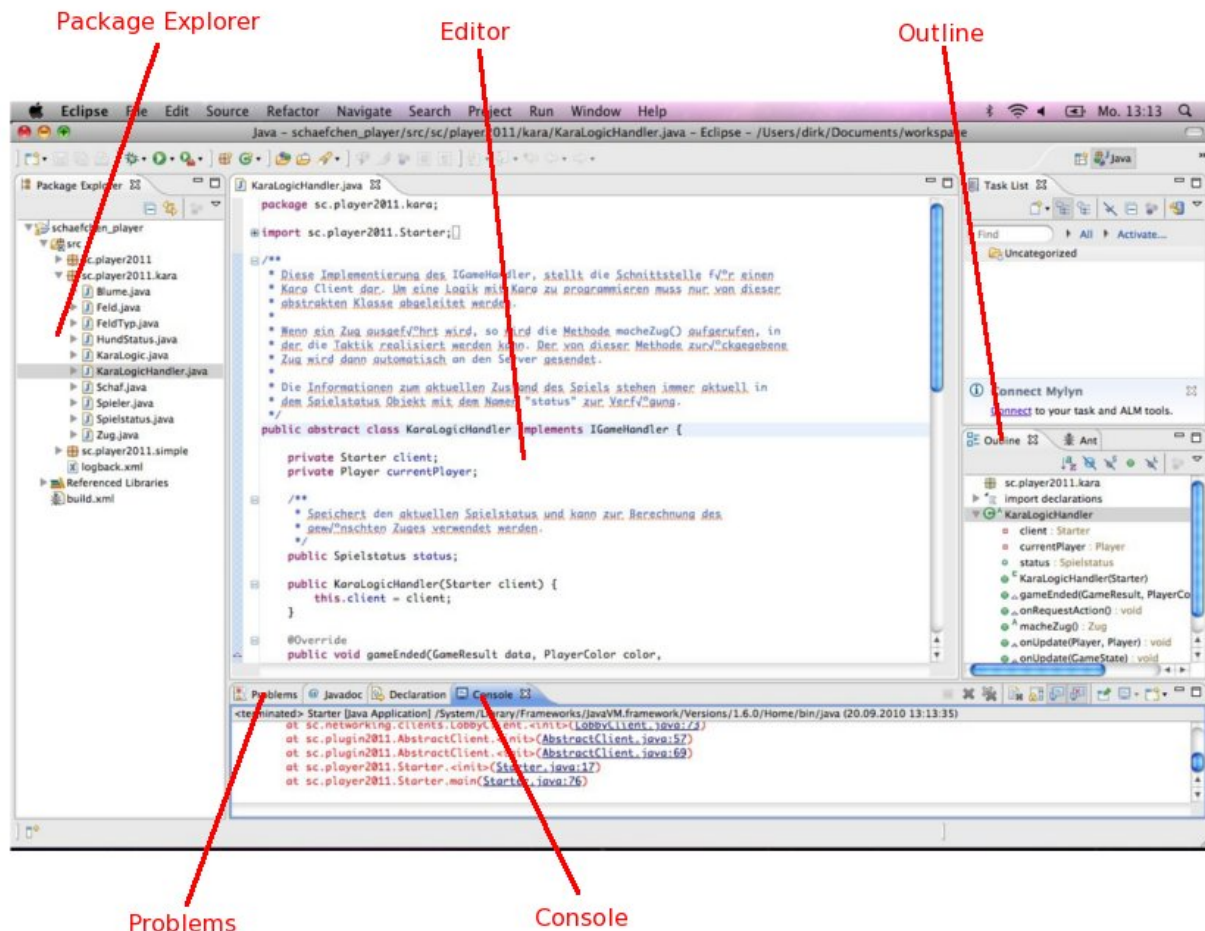 Package Explorer
Editor
Outline
Eclipse File Edit Source Refactor Navigate Search Project Run Window Help
Mo. 13:13
Java – schaefchen_player/src/sc/player2011/kara/KaraLogicHandler.java – Eclipse – /Users/dirk/Documents/workspace
Java
Package Explorer
schaefchen_player
src
sc.player2011
sc.player2011.kara
Blume.java
Feld.java
FeldTyp.java
HundStatus.java
KaraLogic.java
KaraLogicHandler.java
Schaf.java
Spieler.java
Spielstatus.java
Zug.java
sc.player2011.simple
logback.xml
Referenced Libraries
build.xml
KaraLogicHandler.java
package sc.player2011.kara;
import sc.player2011.Starter;
/**
* Diese Implementierung des IGameHandler, stellt die Schnittstelle f√ºr einen
* Kara Client dar. Um eine Logik mit Kara zu programmieren muss nur von dieser
* abstrakten Klasse abgeleitet werden.
*
* Wenn ein Zug ausgef√ºhrt wird, so wird die Methode macheZug() aufgerufen, in
* der die Taktik realisiert werden kann. Der von dieser Methode zur√ºckgegebene
* Zug wird dann automatisch an den Server gesendet.
*
* Die Informationen zum aktuellen Zustand des Spiels stehen immer aktuell in
* dem Spielstatus Objekt mit dem Namen "status" zur Verf√ºgung.
*/
public abstract class KaraLogicHandler implements IGameHandler {
private Starter client;
private Player currentPlayer;
/**
* Speichert den aktuellen Spielstatus und kann zur Berechnung des
* gew√ºnschten Zuges verwendet werden.
*/
public Spielstatus status;
public KaraLogicHandler(Starter client) {
this.client = client;
}
@Override
public void gameEnded(GameResult data, PlayerColor color,
Task List
Find All Activate...
Uncategorized
Connect Mylyn
Connect to your task and ALM tools.
Outline Ant
sc.player2011.kara
import declarations
KaraLogicHandler
client : Starter
currentPlayer : Player
status : Spielstatus
KaraLogicHandler(Starter)
gameEnded(GameResult, PlayerCo
onRequestAction() : void
macheZug() : Zug
onUpdate(Player, Player) : void
onUpdate(GameState) : void
Problems Javadoc Declaration Console
<terminated> Starter [Java Application] /System/Library/Frameworks/JavaVM.framework/Versions/1.6.0/Home/bin/java (20.09.2010 13:13:35)
at sc.networking.clients.LobbyClient.<init>(LobbyClient.java:73)
at sc.plugin2011.AbstractClient.<init>(AbstractClient.java:57)
at sc.plugin2011.AbstractClient.<init>(AbstractClient.java:69)
at sc.player2011.Starter.<init>(Starter.java:17)
at sc.player2011.Starter.main(Starter.java:76)
Problems
Console